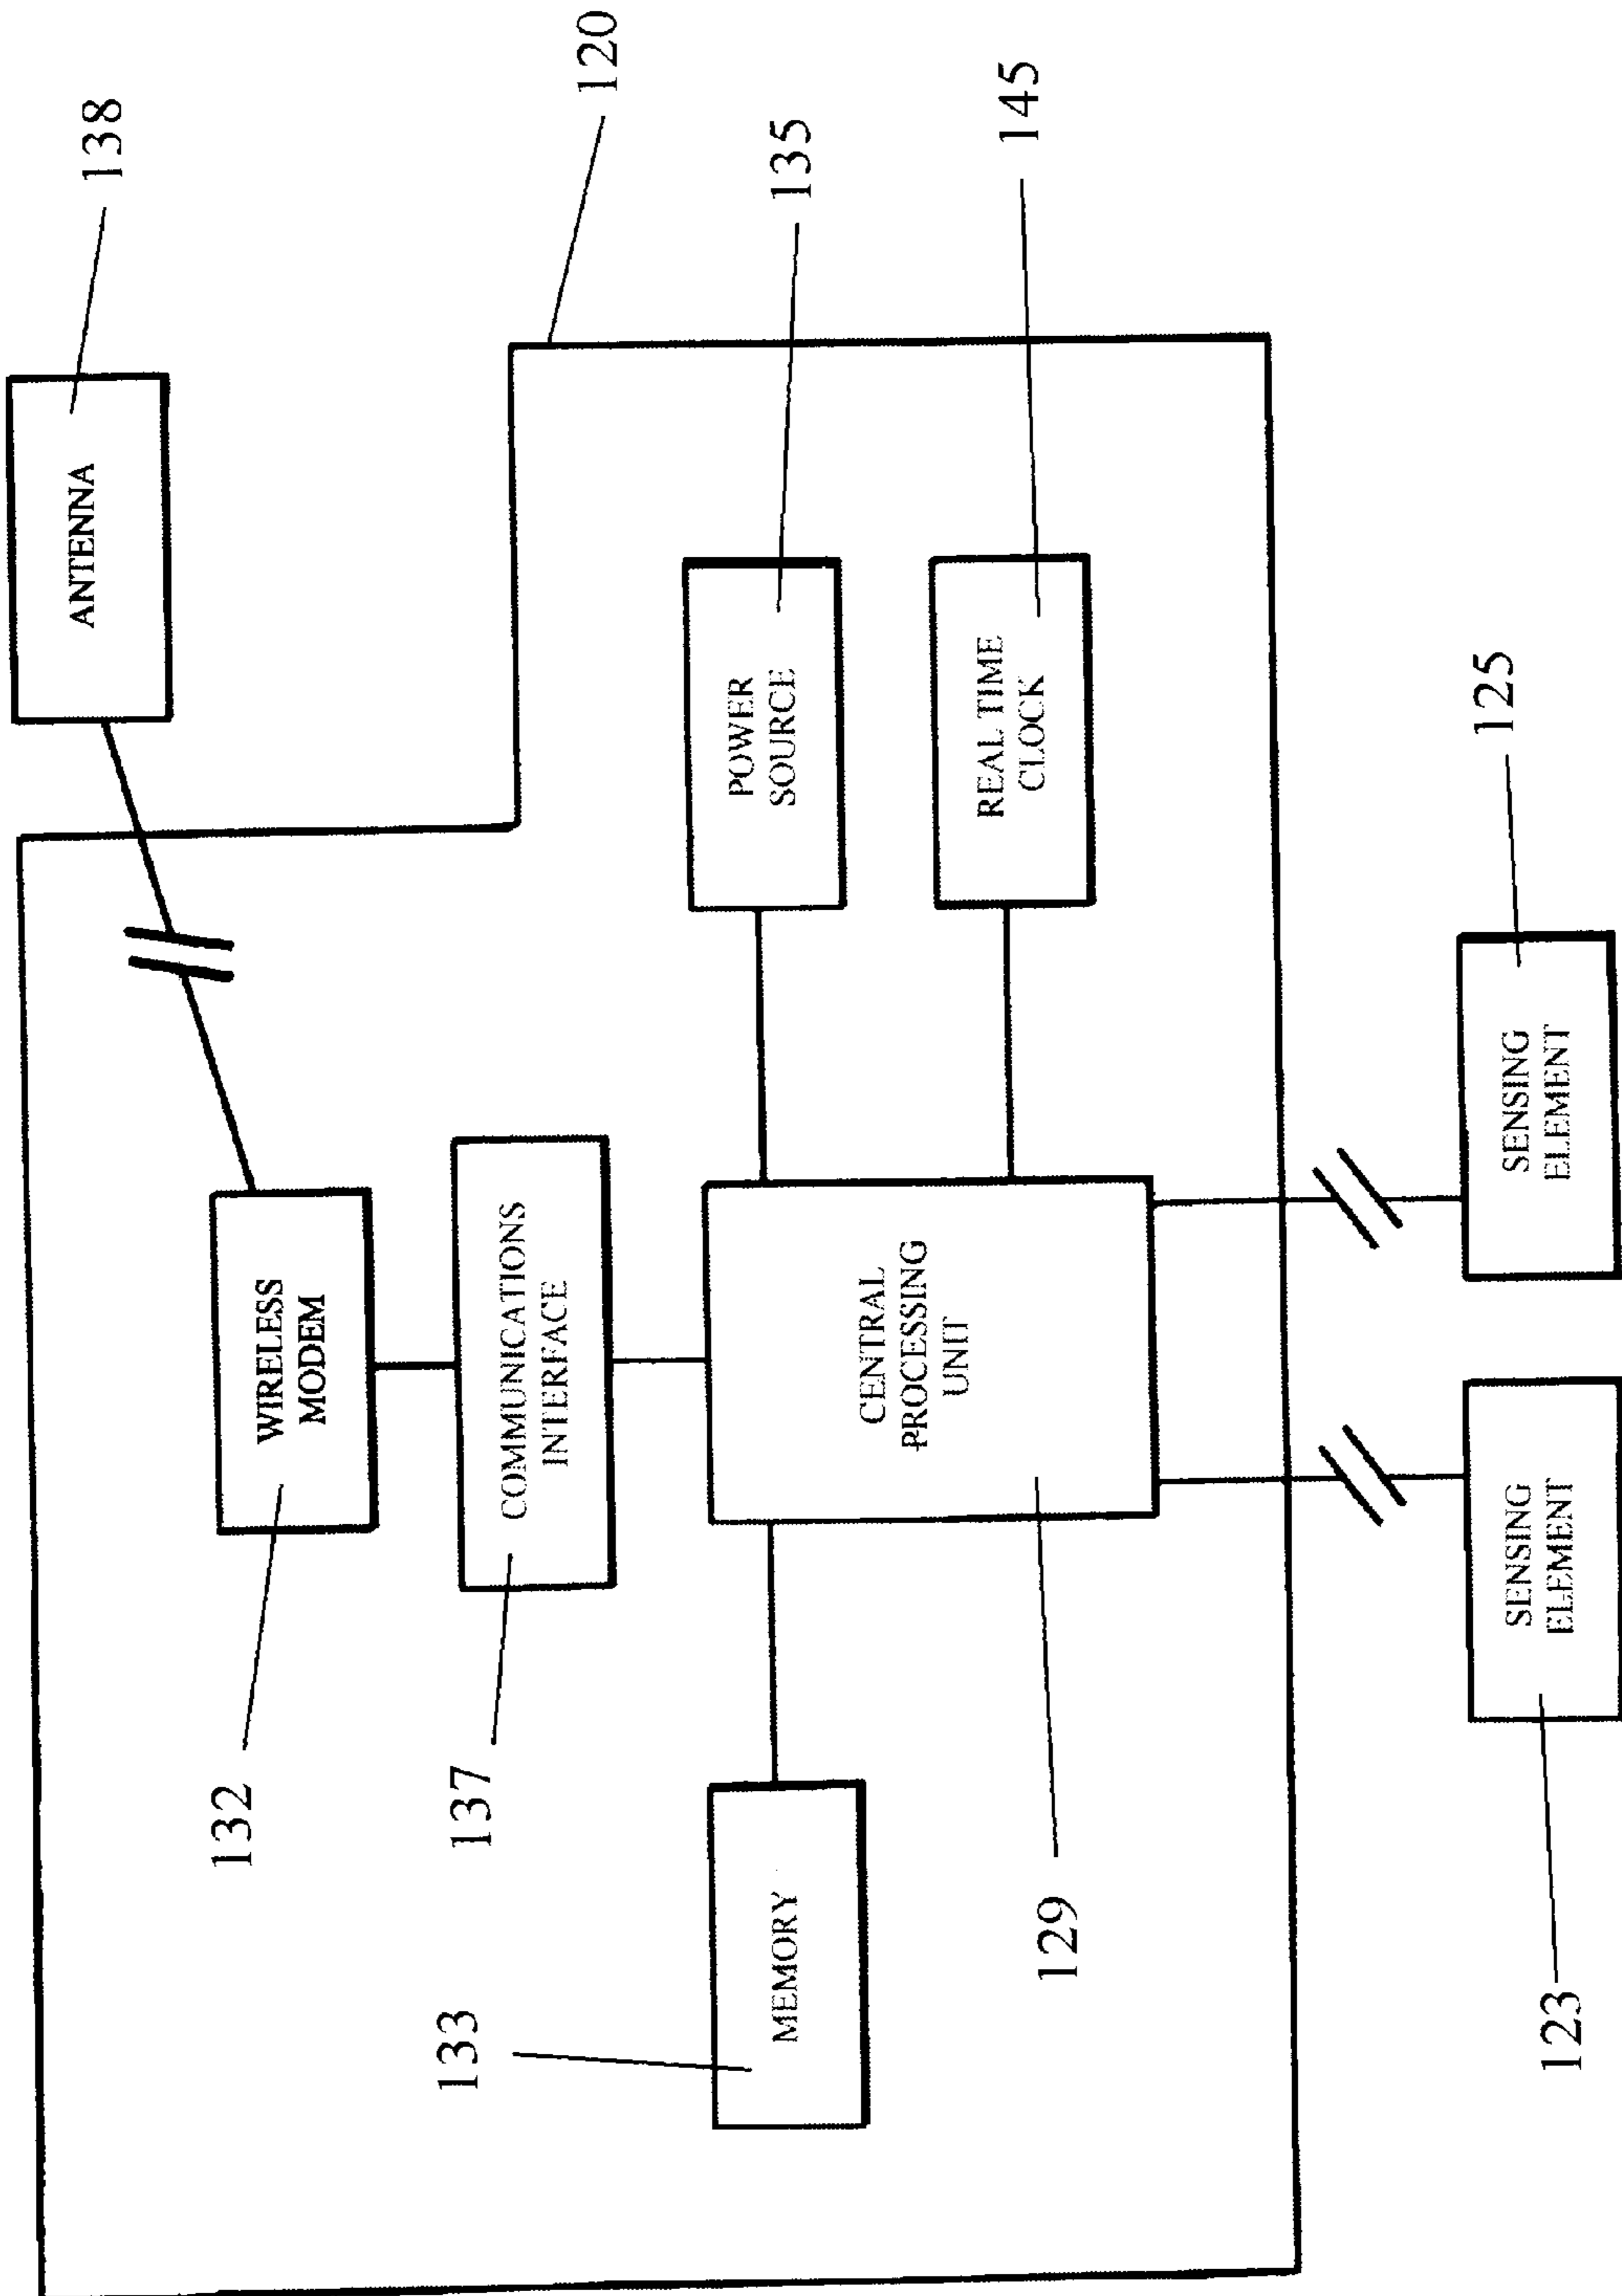 138
ANTENNA
120
132
WIRELESS
MODEM
137
COMMUNICATIONS
INTERFACE
135
POWER
SOURCE
133
MEMORY
CENTRAL
PROCESSING
UNIT
129
145
REAL TIME
CLOCK
123
SENSING
ELEMENT
125
SENSING
ELEMENT